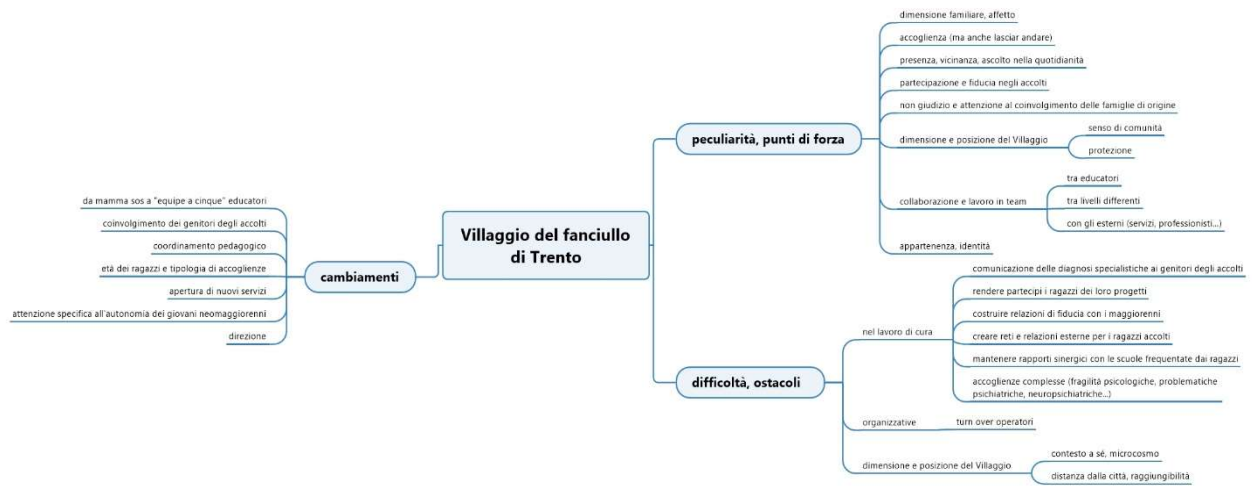 Villaggio del fanciullo
di Trento
cambiamenti
da mamma sos a "equipe a cinque" educatori
coinvolgimento dei genitori degli accolti
coordinamento pedagogico
età dei ragazzi e tipologia di accoglienze
apertura di nuovi servizi
attenzione specifica all'autonomia dei giovani neomaggiorenni
direzione
peculiarità, punti di forza
dimensione familiare, affetto
accoglienza (ma anche lasciar andare)
presenza, vicinanza, ascolto nella quotidianità
partecipazione e fiducia negli accolti
non giudizio e attenzione al coinvolgimento delle famiglie di origine
dimensione e posizione del Villaggio
senso di comunità
protezione
collaborazione e lavoro in team
tra educatori
tra livelli differenti
con gli esterni (servizi, professionisti...)
appartenenza, identità
difficoltà, ostacoli
nel lavoro di cura
comunicazione delle diagnosi specialistiche ai genitori degli accolti
rendere partecipi i ragazzi dei loro progetti
costruire relazioni di fiducia con i maggiorenni
creare reti e relazioni esterne per i ragazzi accolti
mantenere rapporti sinergici con le scuole frequentate dai ragazzi
accoglienze complesse (fragilità psicologiche, problematiche
psichiatriche, neuropsichiatriche...)
organizzative
turn over operatori
dimensione e posizione del Villaggio
contesto a sé, microcosmo
distanza dalla città, raggiungibilità